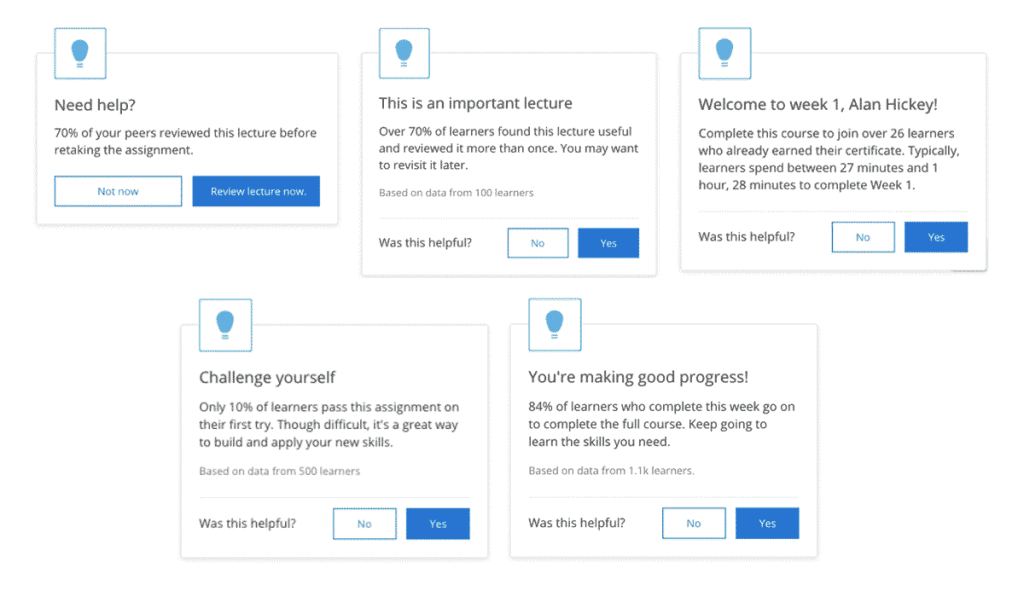 Need help?
70% of your peers reviewed this lecture before
retaking the assignment.
Not now
Review lecture now.
This is an important lecture
Over 70% of learners found this lecture useful
and reviewed it more than once. You may want
to revisit it later.
Based on data from 100 learners
Was this helpful?
No
Yes
Welcome to week 1, Alan Hickey!
Complete this course to join over 26 learners
who already earned their certificate. Typically,
learners spend between 27 minutes and 1
hour, 28 minutes to complete Week 1.
Was this helpful?
No
Yes
Challenge yourself
Only 10% of learners pass this assignment on
their first try. Though difficult, it's a great way
to build and apply your new skills.
Based on data from 500 learners
Was this helpful?
No
Yes
You're making good progress!
84% of learners who complete this week go on
to complete the full course. Keep going to
learn the skills you need.
Based on data from 1.1k learners.
Was this helpful?
No
Yes